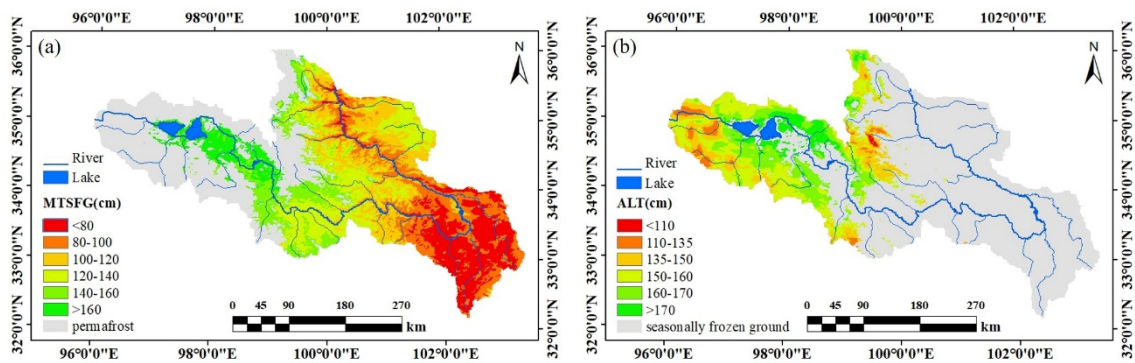 96°0'0"E 98°0'0"E 100°0'0"E 102°0'0"E
(a)
N
36°0'0"N
35°0'0"N
34°0'0"N
33°0'0"N
32°0'0"N
River
Lake
MTSFG(cm)
<80
80-100
100-120
120-140
140-160
>160
permafrost
0 45 90 180 270
km
36°0'0"N
35°0'0"N
34°0'0"N
33°0'0"N
32°0'0"N
96°0'0"E 98°0'0"E 100°0'0"E 102°0'0"E
96°0'0"E 98°0'0"E 100°0'0"E 102°0'0"E
(b)
N
36°0'0"N
35°0'0"N
34°0'0"N
33°0'0"N
32°0'0"N
River
Lake
ALT(cm)
<110
110-135
135-150
150-160
160-170
>170
seasonally frozen ground
0 45 90 180 270
km
36°0'0"N
35°0'0"N
34°0'0"N
33°0'0"N
32°0'0"N
96°0'0"E 98°0'0"E 100°0'0"E 102°0'0"E